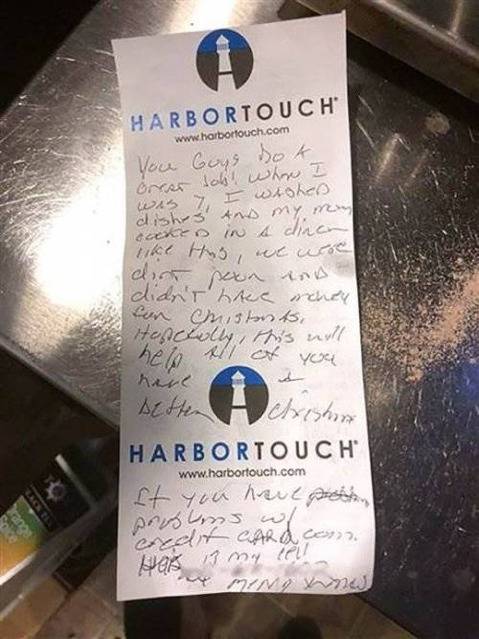 HARBORTOUCH®
www.harbortouch.com
You Guys Do A
Great Job! When I
was 7, I washed
dishes and my mom
cooked in a diner
like this, we were
dirt poor and
didn't have money
for Christmas.
Hopefully, this will
help all of you
have a
better Christmas
HARBORTOUCH®
www.harbortouch.com
If you have
problems w/
credit card com.
Here is my cell!